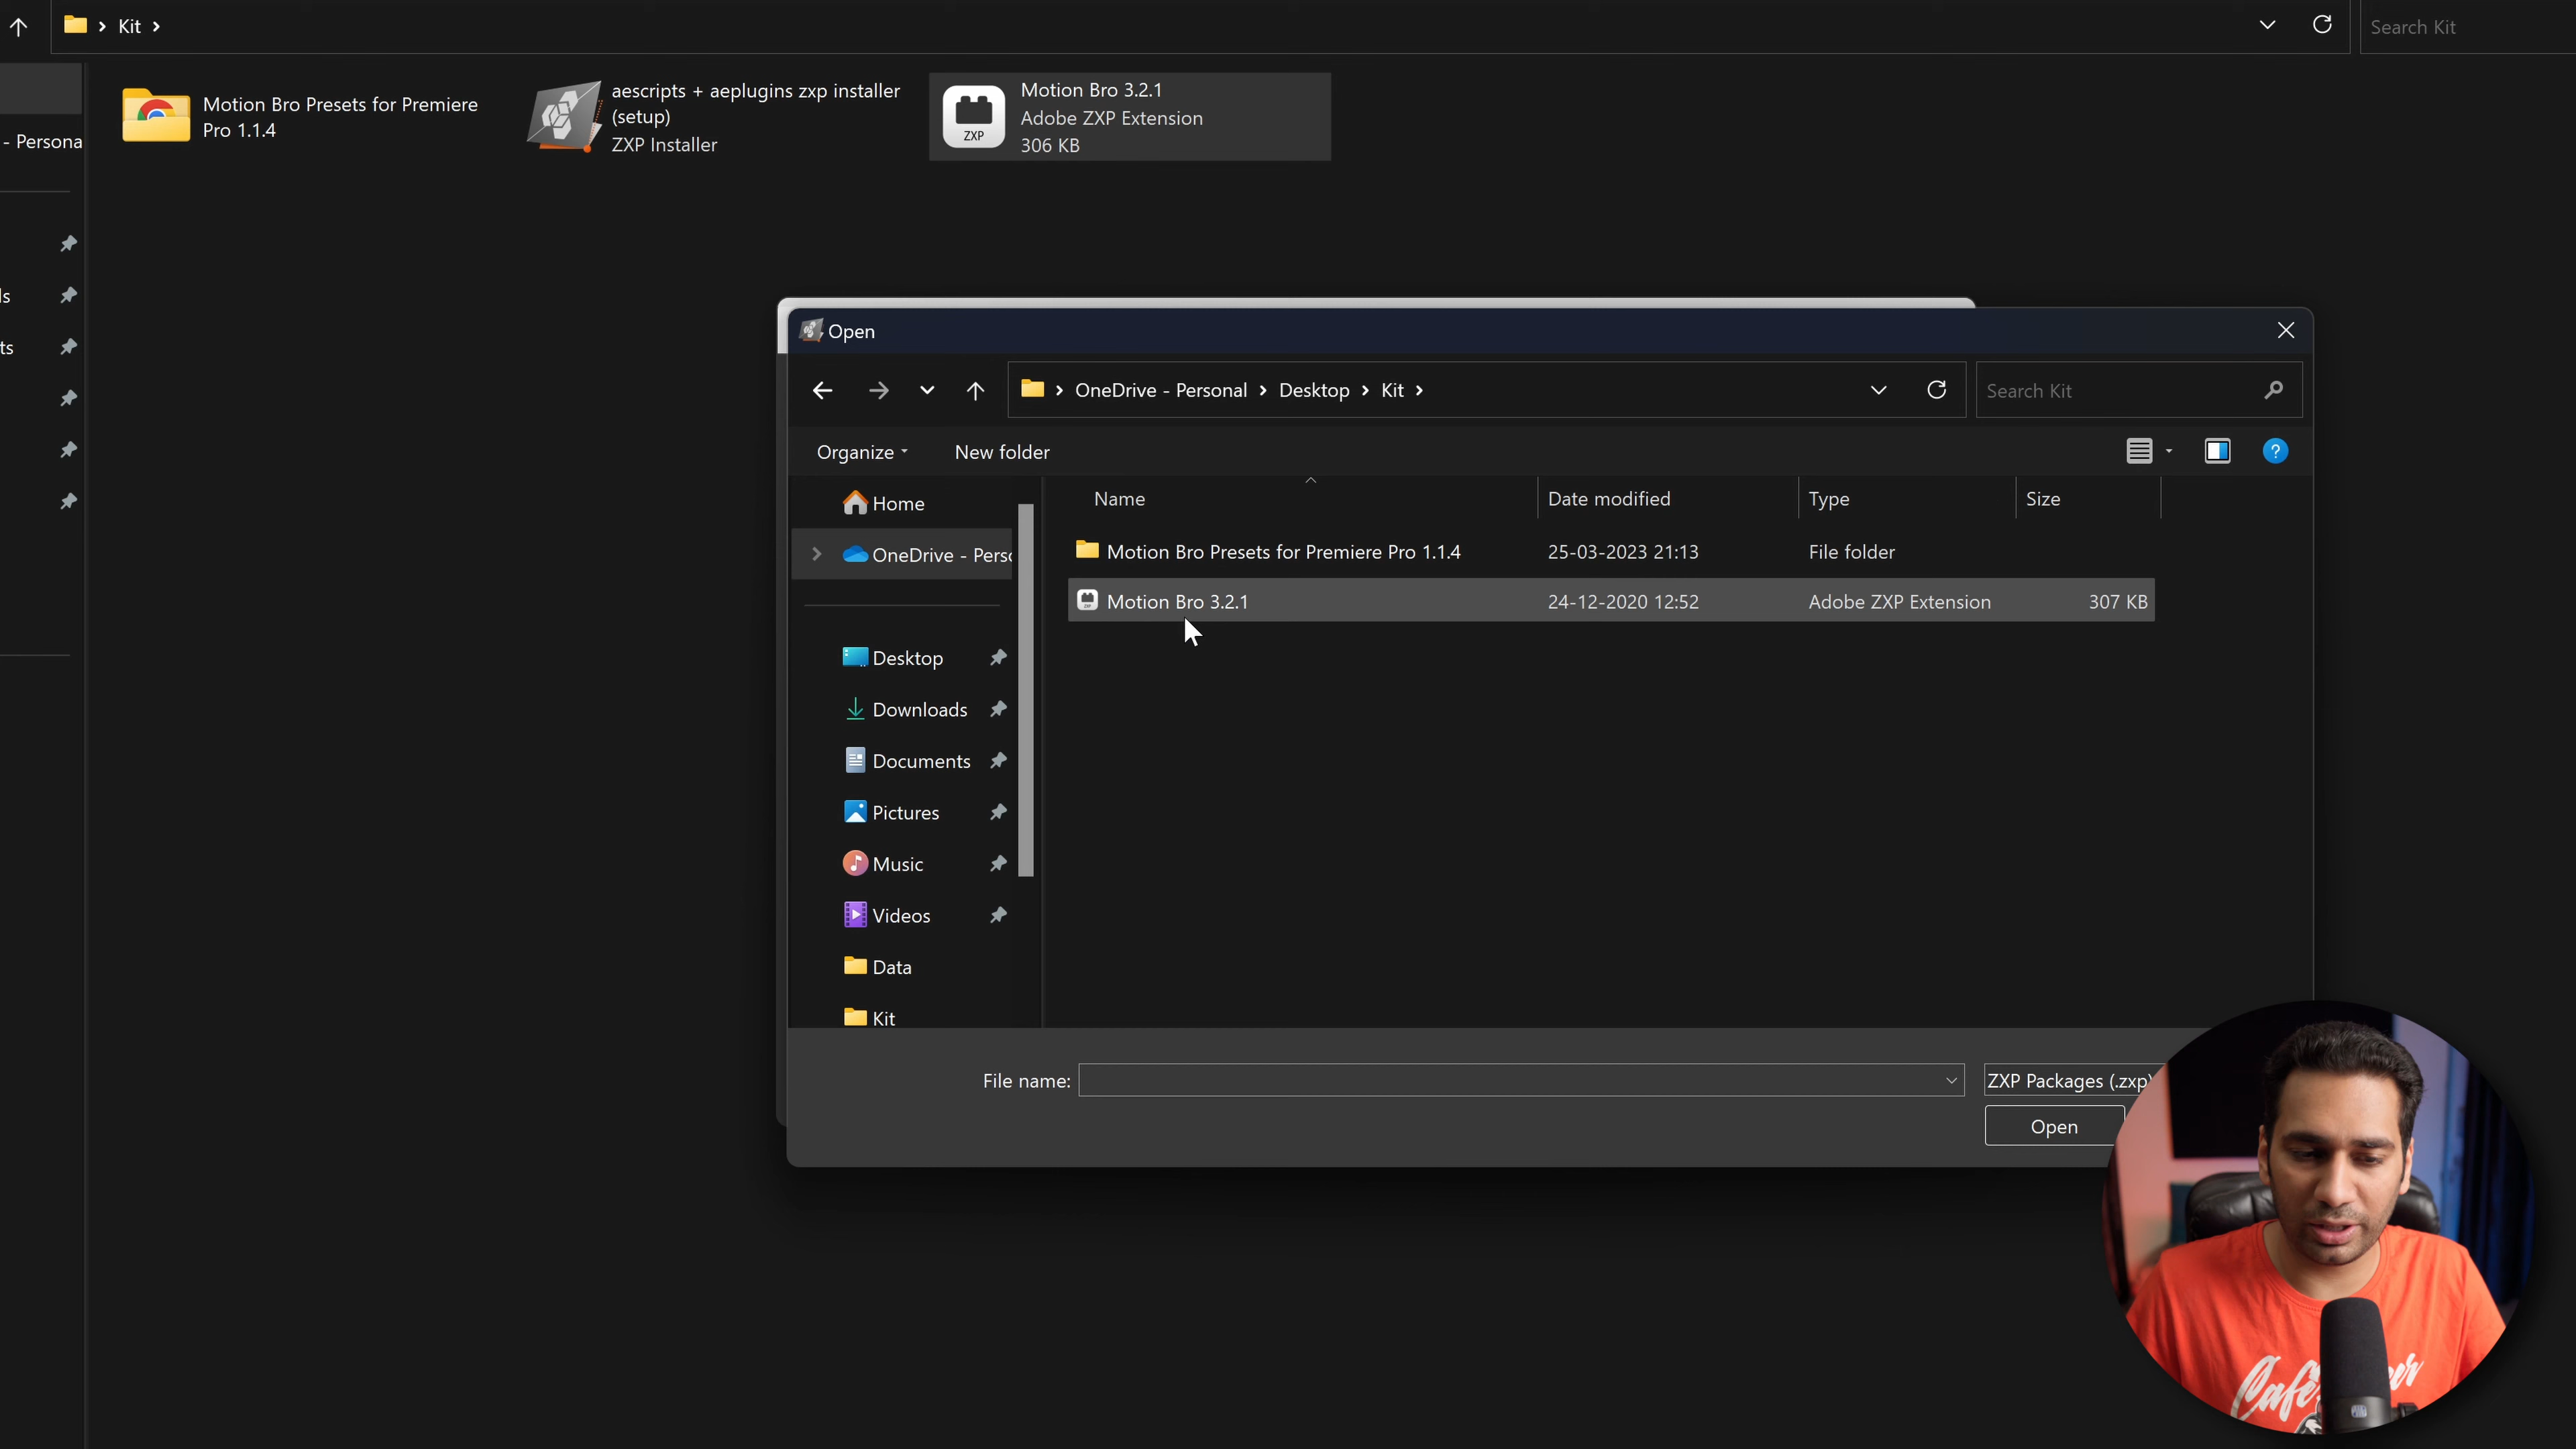 Kit
Search Kit
Motion Bro Presets for Premiere
Pro 1.1.4
aescripts + aeplugins zxp installer
(setup)
ZXP Installer
ZXP
Motion Bro 3.2.1
Adobe ZXP Extension
306 KB
- Persona
ls
ts
Open
OneDrive - Personal
Desktop
Kit
Search Kit
Organize
New folder
Home
OneDrive - Pers
Desktop
Downloads
Documents
Pictures
Music
Videos
Data
Kit
Name
Date modified
Type
Size
Motion Bro Presets for Premiere Pro 1.1.4
25-03-2023 21:13
File folder
Motion Bro 3.2.1
24-12-2020 12:52
Adobe ZXP Extension
307 KB
File name:
ZXP Packages (.zxp)
Open